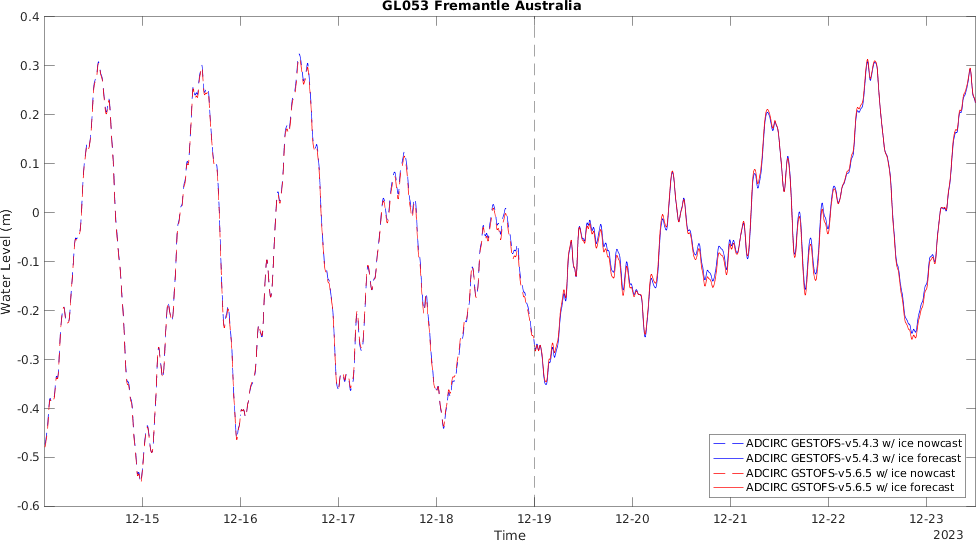 GL053 Fremantle Australia
0.4
0.3
0.2
0.1
0
-0.1
-0.2
-0.3
-0.4
-0.5
-0.6
Water Level (m)
ADCIRC GESTOFS-v5.4.3 w/ ice nowcast
ADCIRC GESTOFS-v5.4.3 w/ ice forecast
ADCIRC GSTOFS-v5.6.5 w/ ice nowcast
ADCIRC GSTOFS-v5.6.5 w/ ice forecast
12-15 12-16 12-17 12-18 12-19 12-20 12-21 12-22 12-23
Time
2023